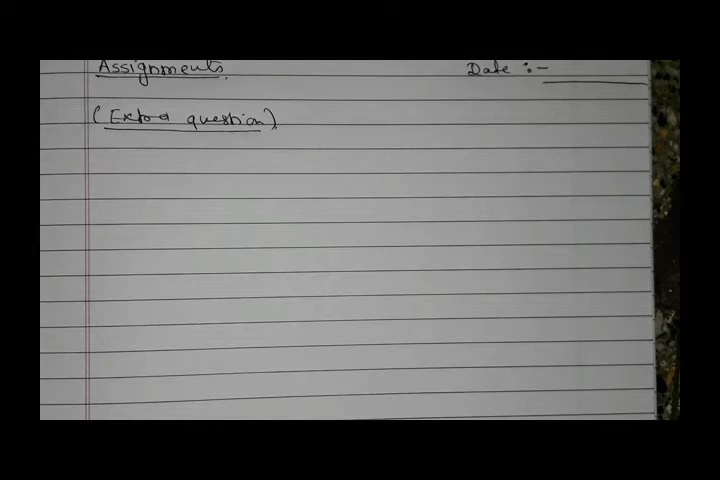 Assignments. Date :-
(Extra question).